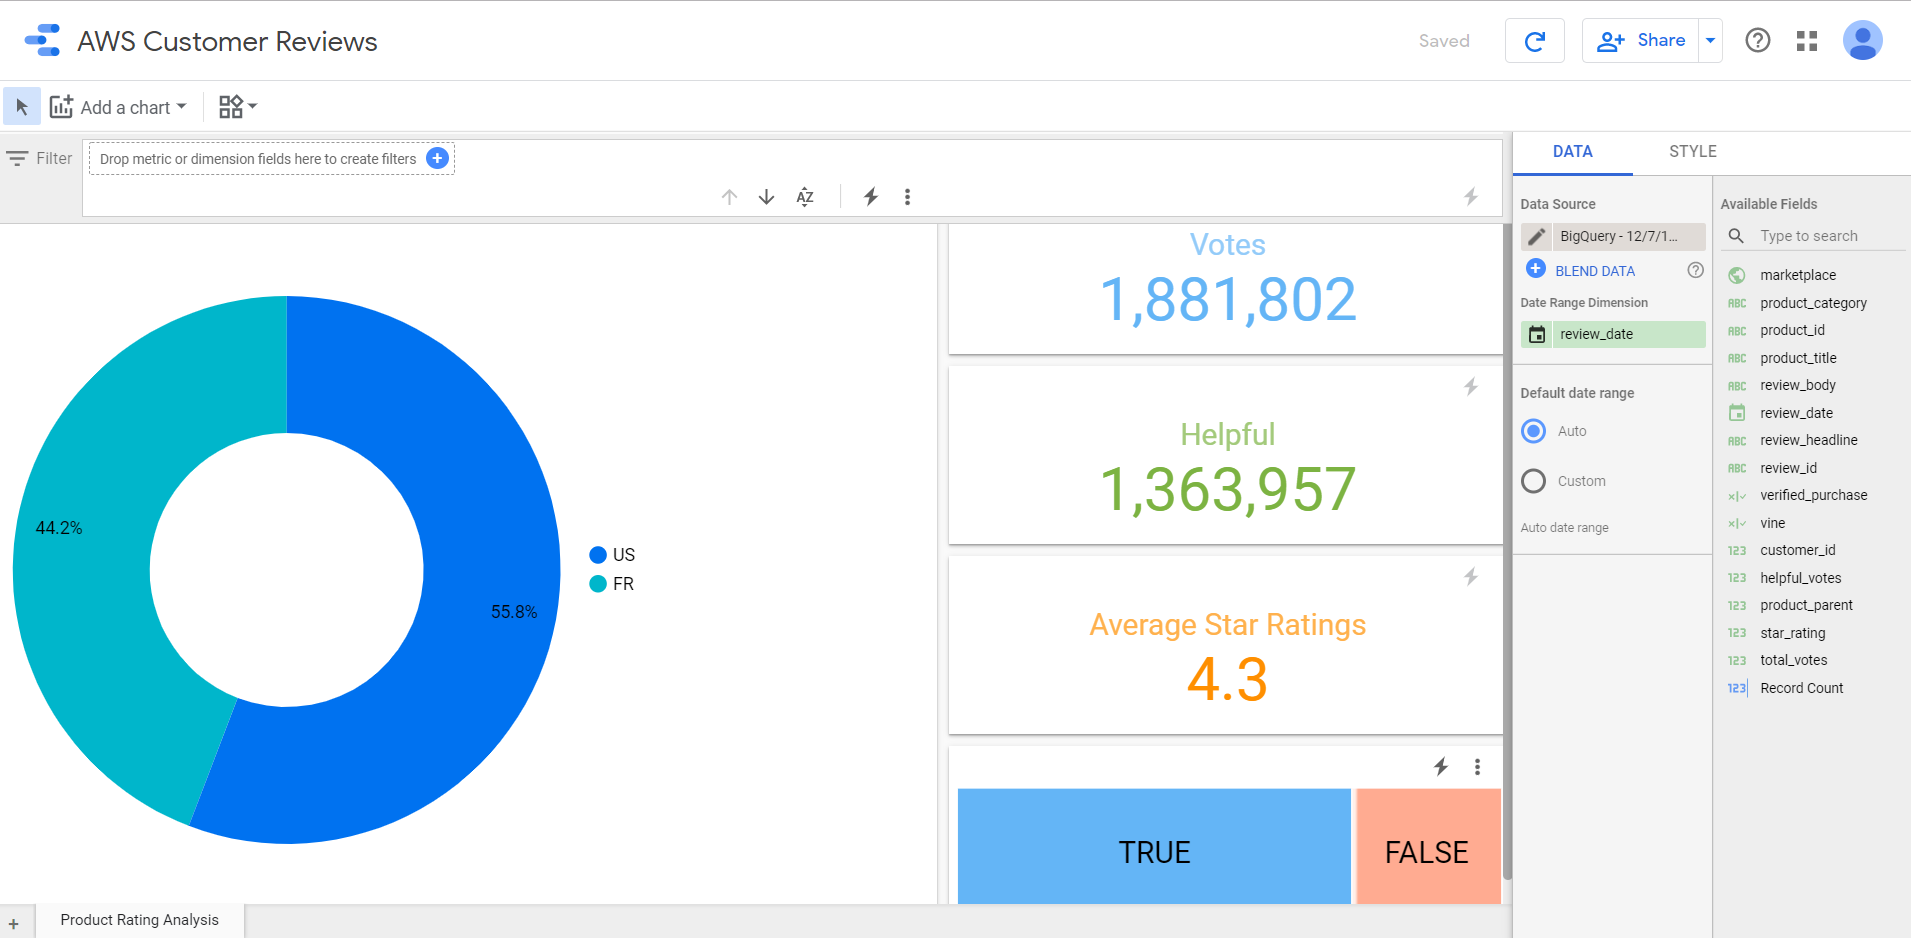 AWS Customer Reviews
Saved
Share
Add a chart
Filter
Drop metric or dimension fields here to create filters
AZ
44.2%
55.8%
US
FR
Votes
1,881,802
Helpful
1,363,957
Average Star Ratings
4.3
TRUE
FALSE
Product Rating Analysis
DATA
STYLE
Data Source
BigQuery - 12/7/1...
BLEND DATA
Date Range Dimension
review_date
Default date range
Auto
Custom
Auto date range
Available Fields
Type to search
marketplace
ABC product_category
ABC product_id
ABC product_title
ABC review_body
review_date
ABC review_headline
ABC review_id
verified_purchase
vine
123 customer_id
123 helpful_votes
123 product_parent
123 star_rating
123 total_votes
123 Record Count